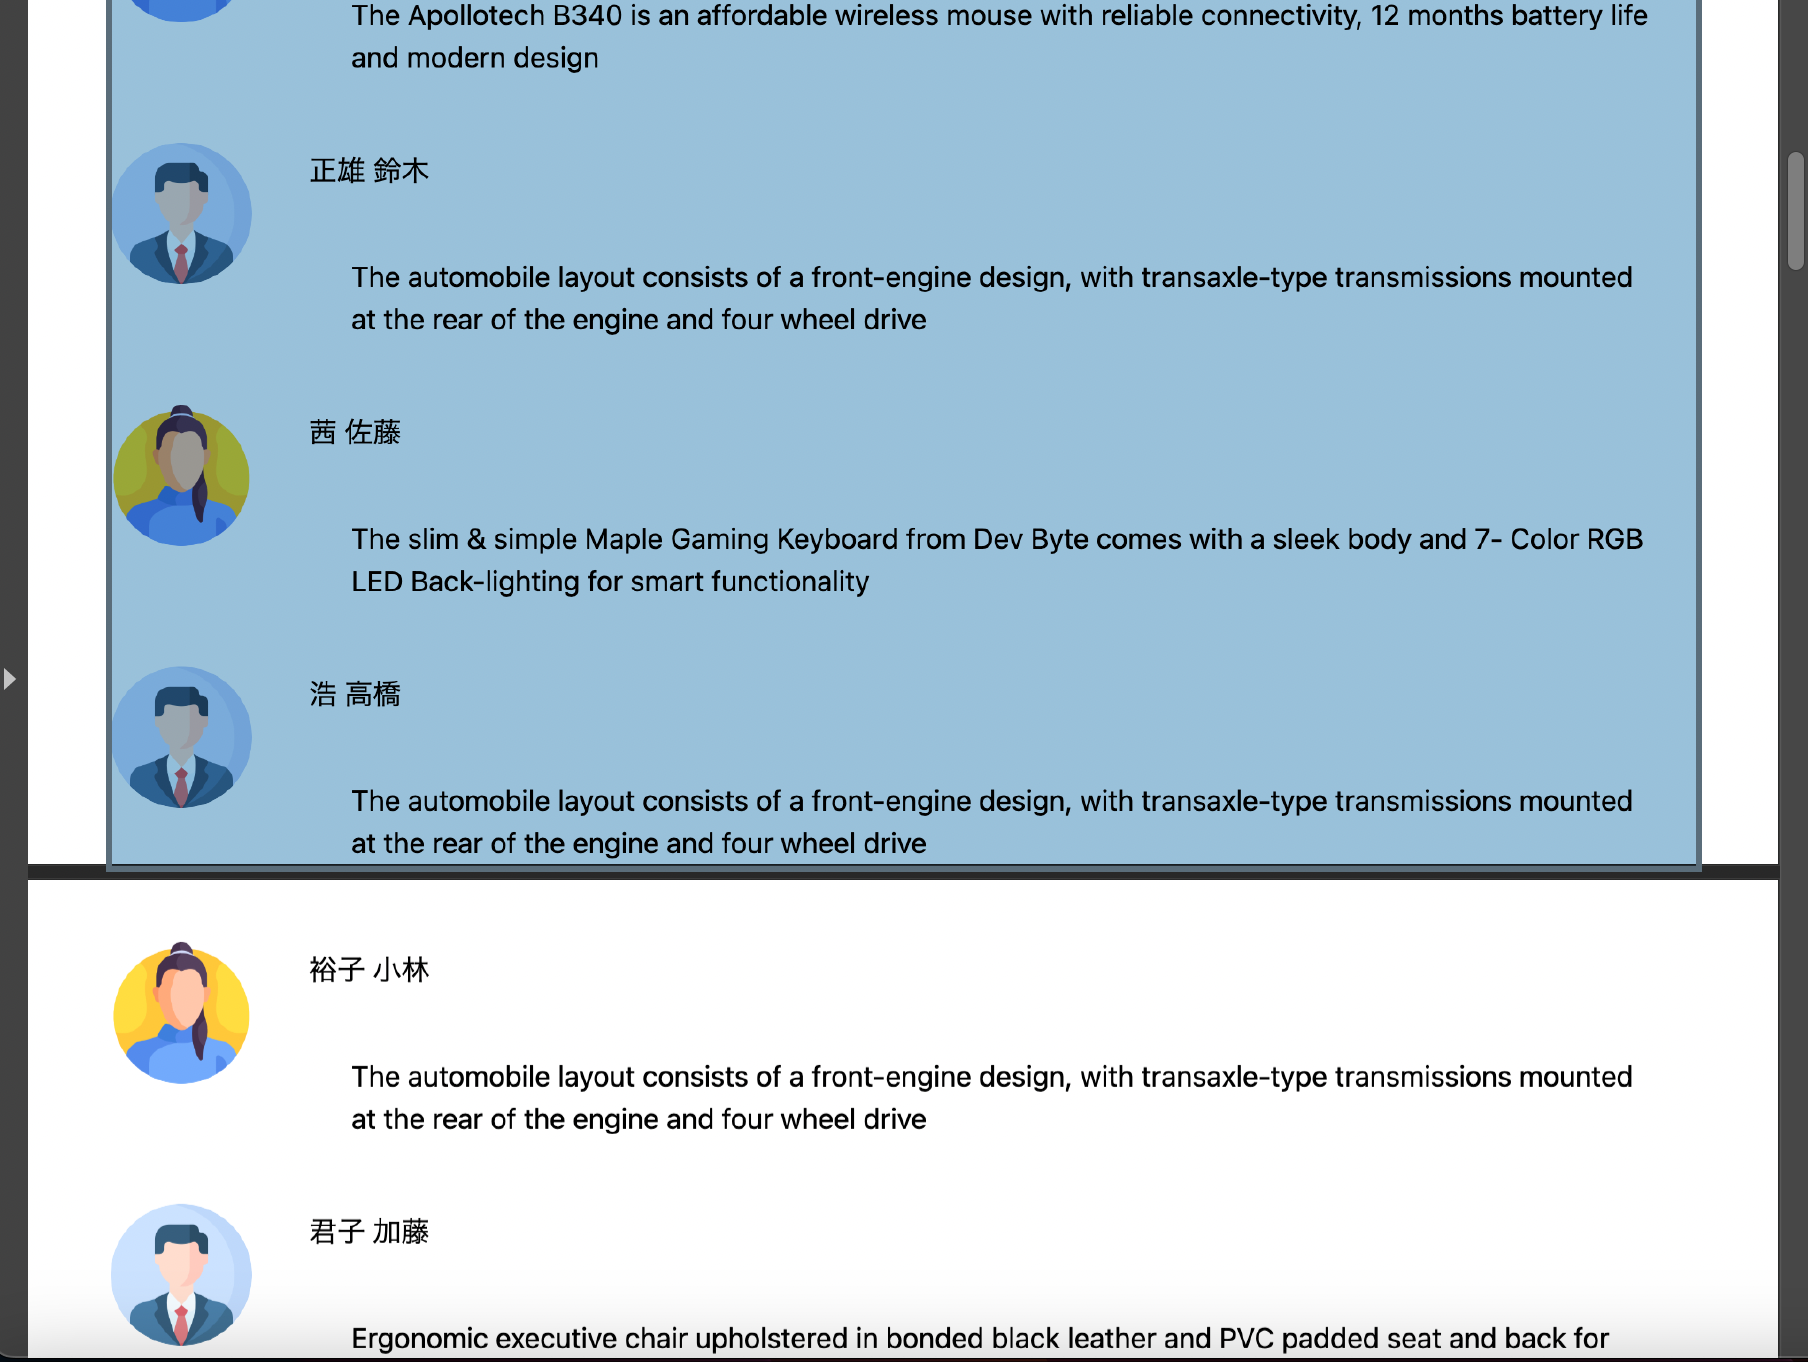 The Apollotech B340 is an affordable wireless mouse with reliable connectivity, 12 months battery life
and modern design
正雄 鈴木
The automobile layout consists of a front-engine design, with transaxle-type transmissions mounted
at the rear of the engine and four wheel drive
茜 佐藤
The slim & simple Maple Gaming Keyboard from Dev Byte comes with a sleek body and 7- Color RGB
LED Back-lighting for smart functionality
浩 高橋
The automobile layout consists of a front-engine design, with transaxle-type transmissions mounted
at the rear of the engine and four wheel drive
裕子 小林
The automobile layout consists of a front-engine design, with transaxle-type transmissions mounted
at the rear of the engine and four wheel drive
君子 加藤
Ergonomic executive chair upholstered in bonded black leather and PVC padded seat and back for